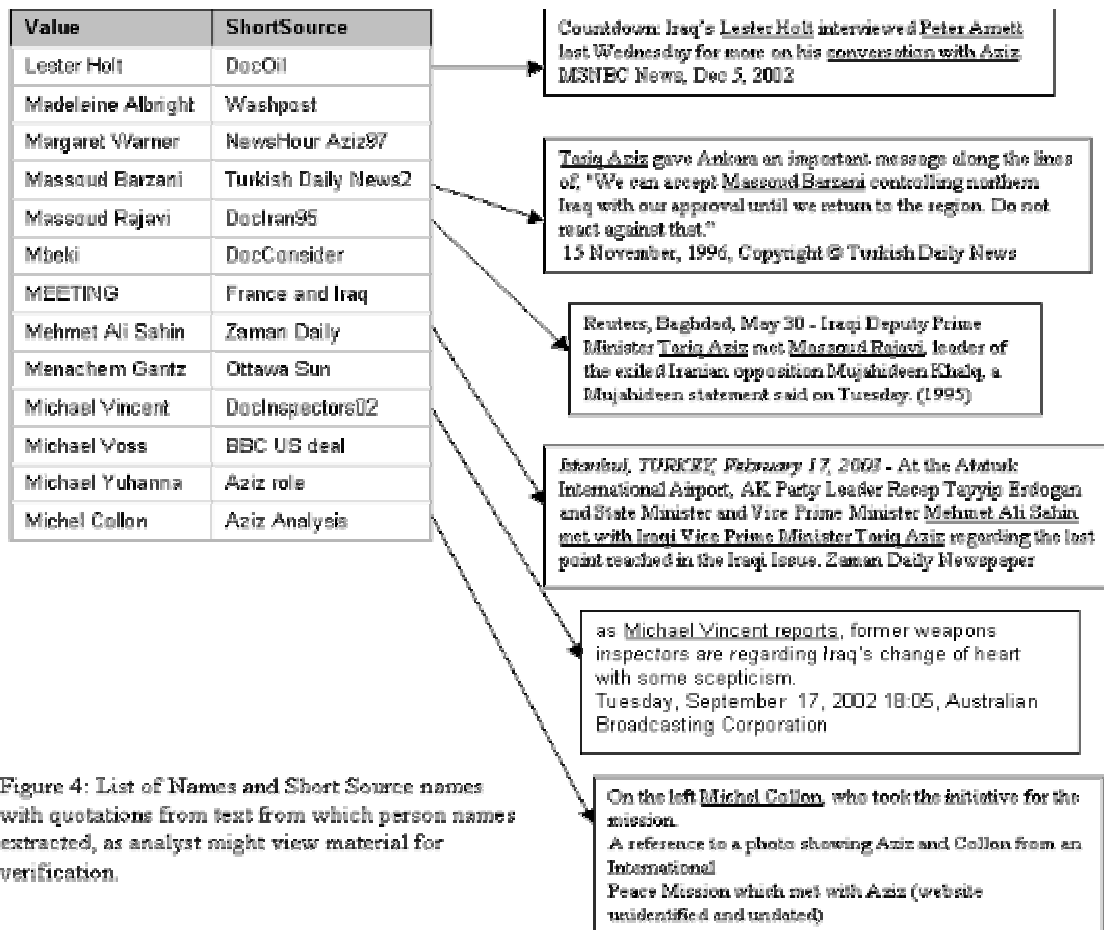 Value ShortSource
Lester Holt DocOil
Madeleine Albright Washpost
Margaret Warner NewsHour Aziz97
Massoud Barzani Turkish Daily News2
Massoud Rajavi DocIran95
Mbeki DocConsider
MEETING France and Iraq
Mehmet Ali Sahin Zaman Daily
Menachem Gantz Ottawa Sun
Michael Vincent DocInspectors02
Michael Voss BBC US deal
Michael Yuhanna Aziz role
Michel Collon Aziz Analysis
Countdown: Iraq's Lester Holt interviewed Peter Arnett
last Wednesday for more on his conversation with Aziz
MSNBC News, Dec 5, 2002
Tariq Aziz gave Ankara an important message along the lines
of, "We can accept Massoud Barzani controlling northern
Iraq with our approval until we return to the region. Do not
react against that."
15 November, 1996, Copyright © Turkish Daily News
Reuters, Baghdad, May 30 - Iraqi Deputy Prime
Minister Tariq Aziz met Massoud Rajavi, leader of
the exiled Iranian opposition Mujahideen Khalq, a
Mujahideen statement said on Tuesday. (1995)
Istanbul, TURKEY, February 17, 2003 - At the Ataturk
International Airport, AK Party Leader Recep Tayyip Erdogan
and State Minister and Vice Prime Minister Mehmet Ali Sahin
met with Iraqi Vice Prime Minister Tariq Aziz regarding the last
point reached in the Iraqi Issue. Zaman Daily Newspaper
as Michael Vincent reports, former weapons
inspectors are regarding Iraq's change of heart
with some scepticism.
Tuesday, September 17, 2002 18:05, Australian
Broadcasting Corporation
On the left Michel Collon, who took the initiative for the
mission.
A reference to a photo showing Aziz and Collon from an
International
Peace Mission which met with Aziz (website
unidentified and undated)
Figure 4: List of Names and Short Source names
with quotations from text from which person names
extracted, as analyst might view material for
verification.